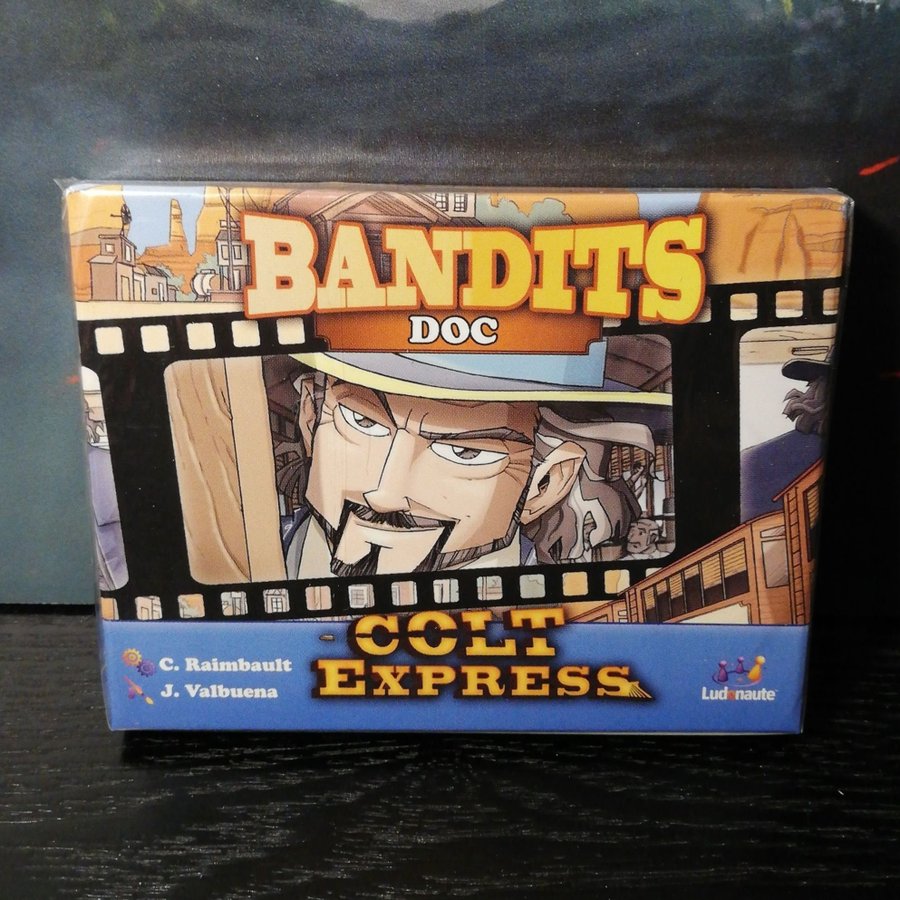 BANDITS
DOC
COLT
EXPRESS
C. Raimbault
J. Valbuena
Ludonaute